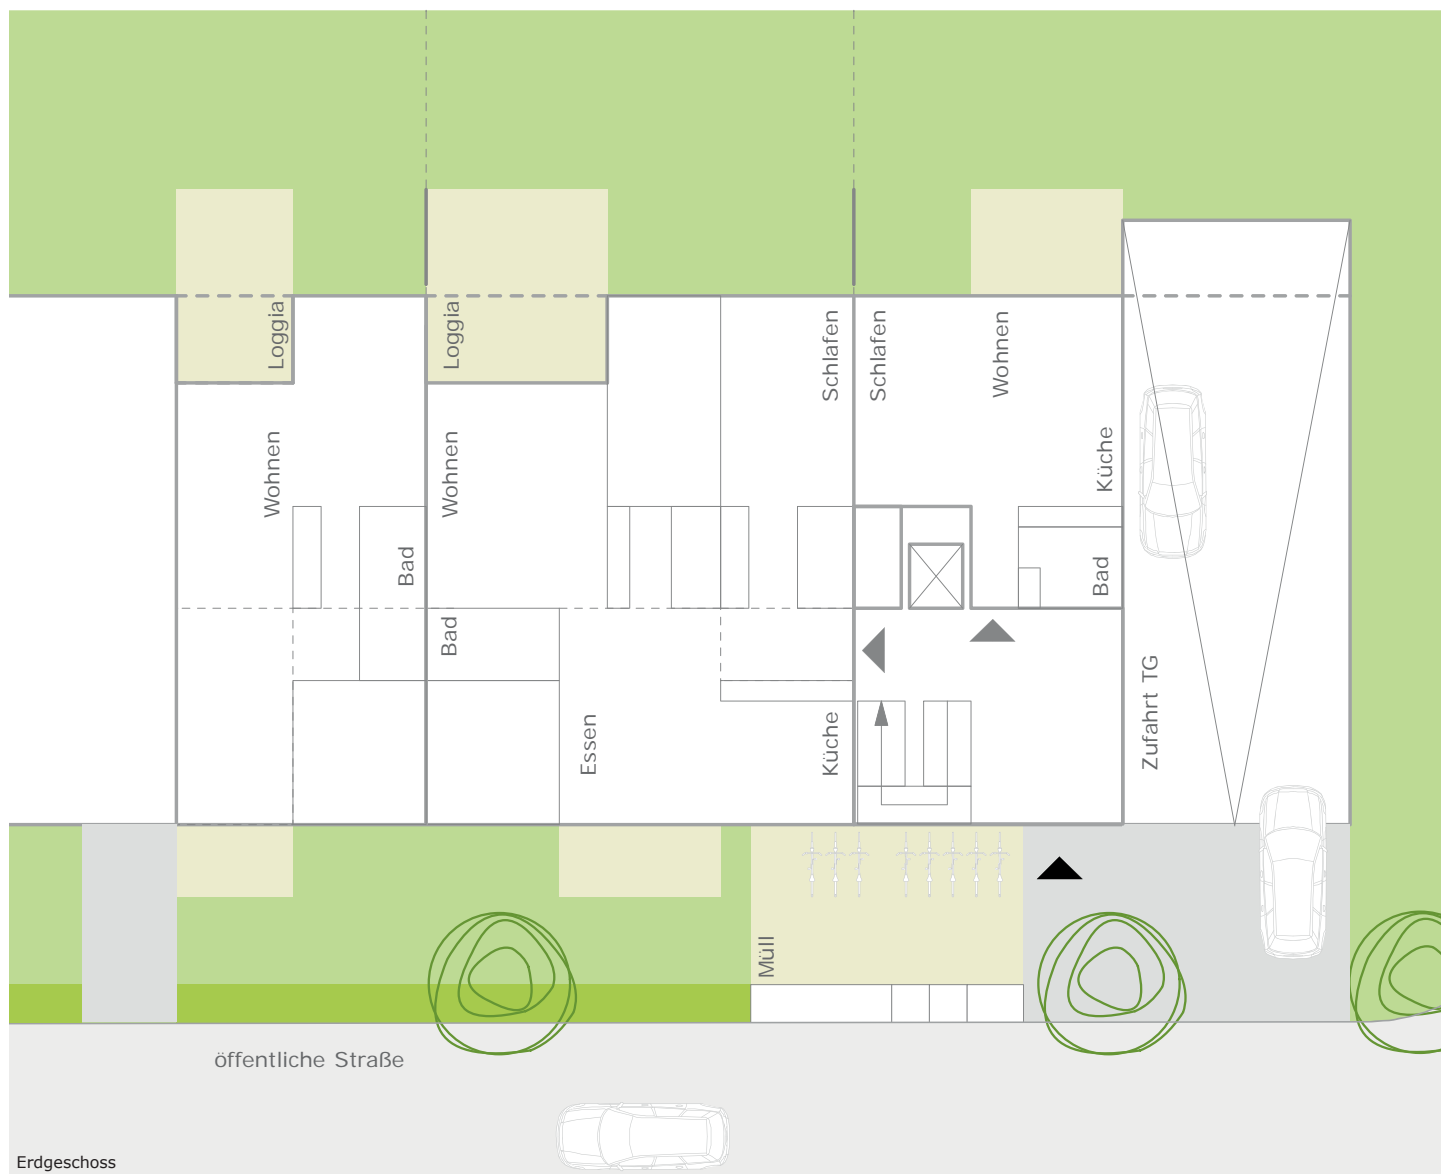 Loggia
Loggia
Schlafen
Schlafen
Wohnen
Wohnen
Wohnen
Küche
Bad
Bad
Bad
Essen
Küche
Zufahrt TG
Müll
öffentliche Straße
Erdgeschoss